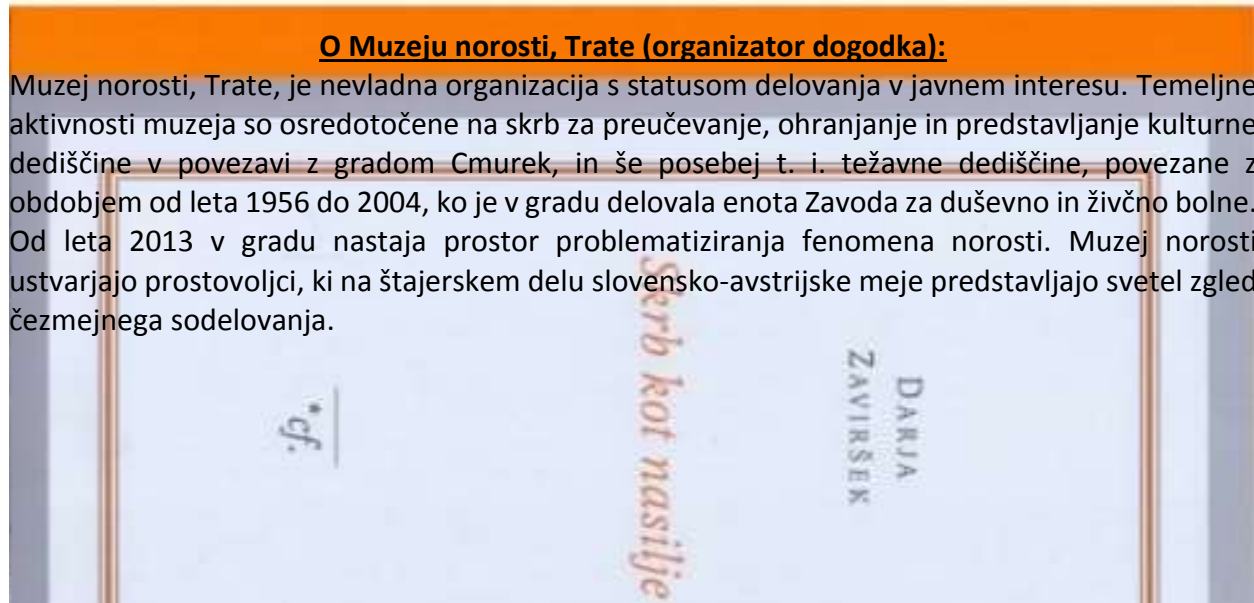 O Muzeju norosti, Trate (organizator dogodka):
Muzej norosti, Trate, je nevladna organizacija s statusom delovanja v javnem interesu. Temeljne
aktivnosti muzeja so osredotočene na skrb za preučevanje, ohranjanje in predstavljanje kulturne
dediščine v povezavi z gradom Cmurek, in še posebej t. i. težavne dediščine, povezane z
obdobjem od leta 1956 do 2004, ko je v gradu delovala enota Zavoda za duševno in živčno bolne.
Od leta 2013 v gradu nastaja prostor problematiziranja fenomena norosti. Muzej norosti
ustvarjajo prostovoljci, ki na štajerskem delu slovensko-avstrijske meje predstavljajo svetel zgled
čezmejnega sodelovanja.
DARJA
ZAVIRŠEK
Skrb kot nasilje
*cf.